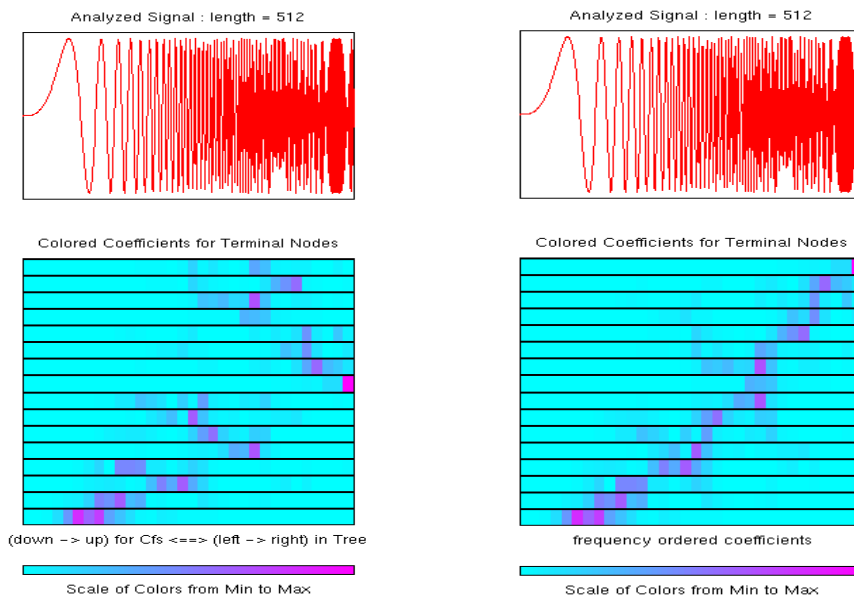 Analyzed Signal : length = 512
Colored Coefficients for Terminal Nodes
(down -> up) for Cfs <==> (left -> right) in Tree
Scale of Colors from Min to Max
Analyzed Signal : length = 512
Colored Coefficients for Terminal Nodes
frequency ordered coefficients
Scale of Colors from Min to Max